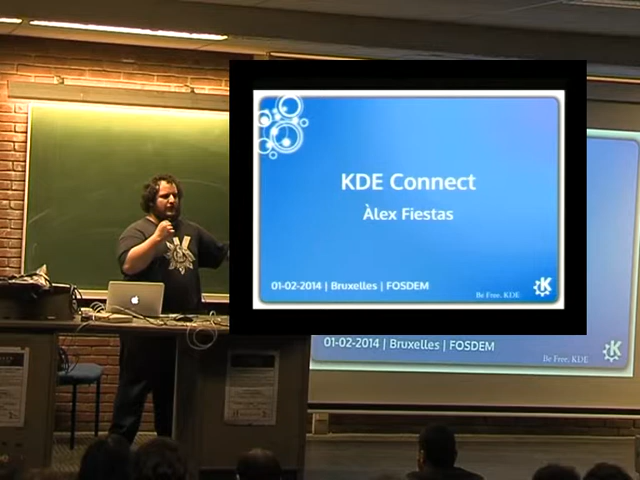 KDE Connect
Àlex Fiestas
01-02-2014 | Bruxelles | FOSDEM
Be Free. KDE
01-02-2014 | Bruxelles | FOSDEM
Be Free. KDE